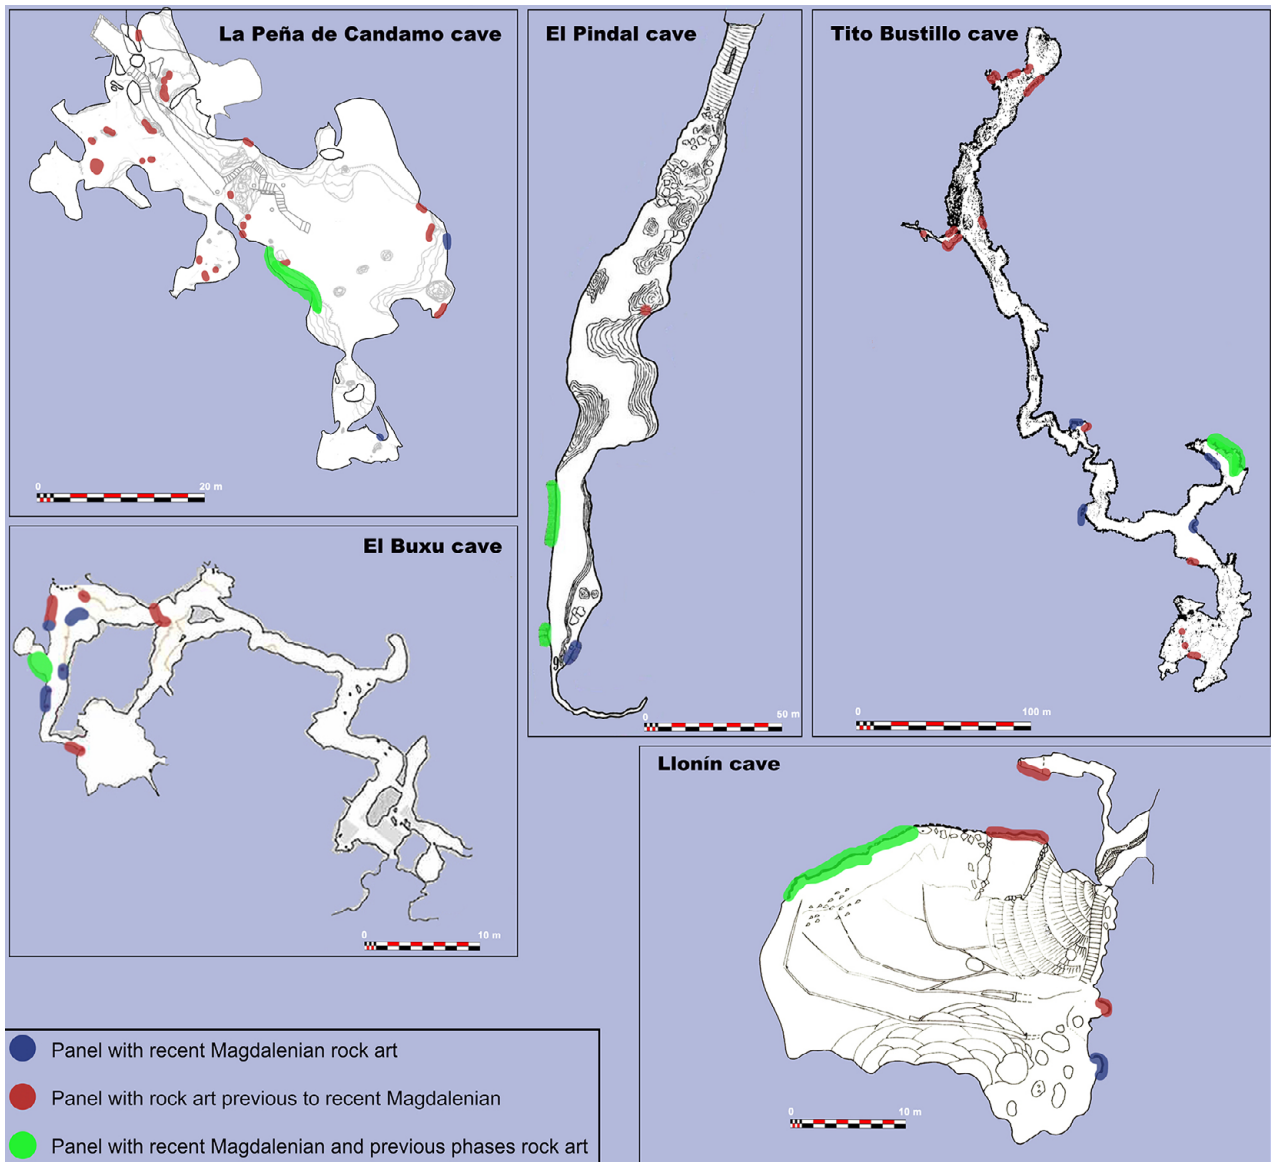 La Peña de Candamo cave
El Pindal cave
Tito Bustillo cave
0
20 m
El Buxu cave
0
50 m
0
100 m
Llonín cave
0
10 m
0
10 m
Panel with recent Magdalenian rock art
Panel with rock art previous to recent Magdalenian
Panel with recent Magdalenian and previous phases rock art